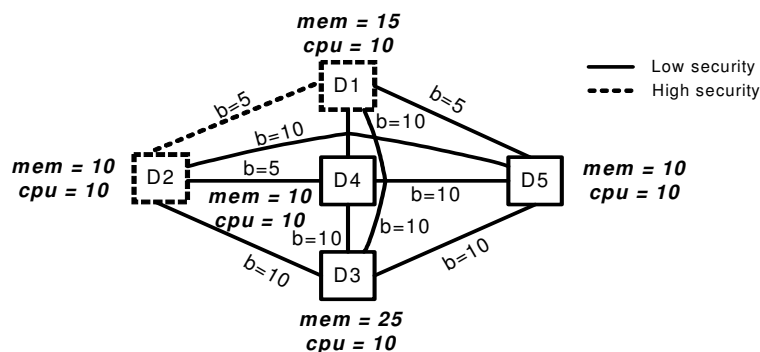 mem = 15
cpu = 10
D1
Low security
High security
b=5
b=5
b=10
b=10
mem = 10
cpu = 10
D2
b=5
D4
b=10
D5
mem = 10
cpu = 10
mem = 10
cpu = 10
b=10
b=10
b=10
b=10
D3
mem = 25
cpu = 10